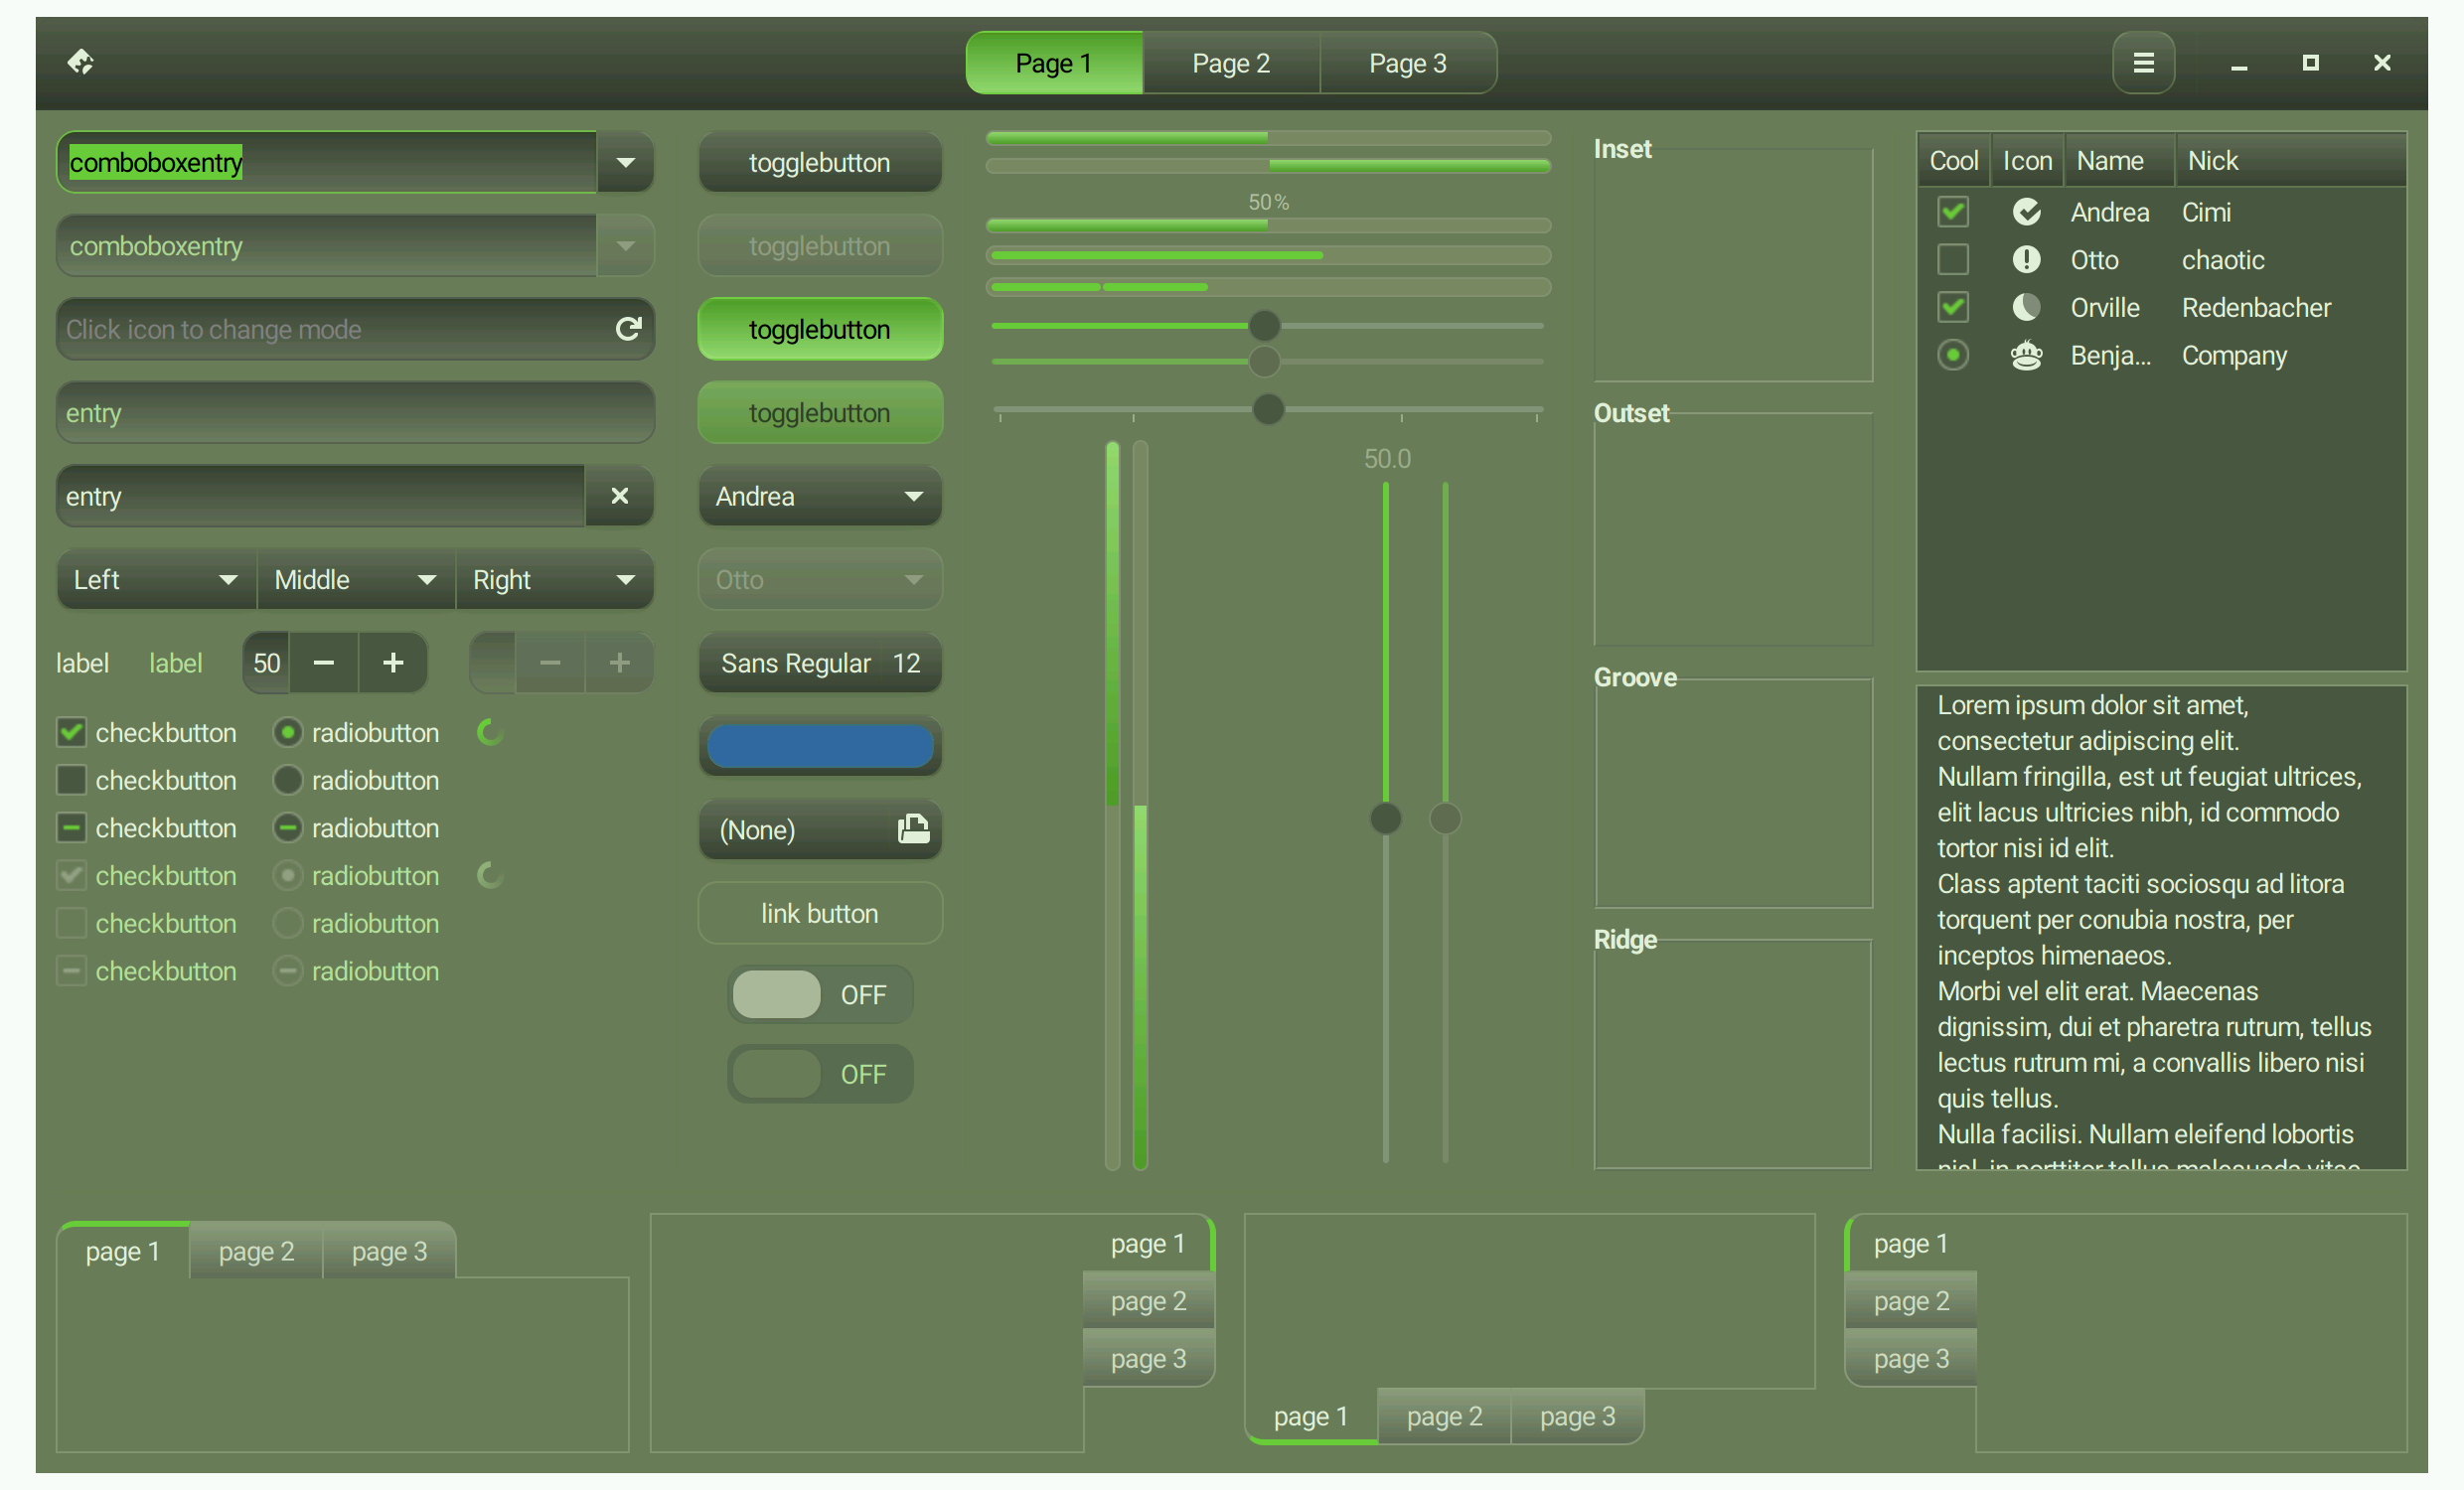 Page 1
Page 2
Page 3
comboboxentry
comboboxentry
Click icon to change mode
entry
entry
Left
Middle
Right
label
label
50
checkbutton
radiobutton
checkbutton
radiobutton
checkbutton
radiobutton
checkbutton
radiobutton
checkbutton
radiobutton
checkbutton
radiobutton
togglebutton
togglebutton
togglebutton
togglebutton
Andrea
Otto
Sans Regular 12
(None)
link button
OFF
OFF
50%
50.0
Inset
Outset
Groove
Ridge
Cool Icon Name Nick
Andrea Cimi
Otto chaotic
Orville Redenbacher
Benja... Company
Lorem ipsum dolor sit amet,
consectetur adipiscing elit.
Nullam fringilla, est ut feugiat ultrices,
elit lacus ultricies nibh, id commodo
tortor nisi id elit.
Class aptent taciti sociosqu ad litora
torquent per conubia nostra, per
inceptos himenaeos.
Morbi vel elit erat. Maecenas
dignissim, dui et pharetra rutrum, tellus
lectus rutrum mi, a convallis libero nisi
quis tellus.
Nulla facilisi. Nullam eleifend lobortis
nisl, in porttitor tellus malesuada vitae.
page 1
page 2
page 3
page 1
page 2
page 3
page 1
page 2
page 3
page 1
page 2
page 3